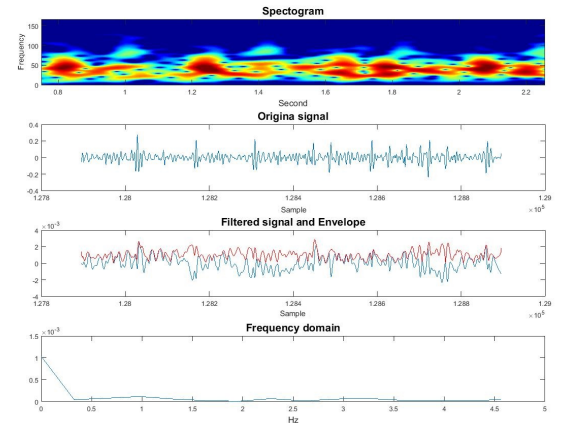 Spectogram
150
100
50
0
Frequency
0.8 1 1.2 1.4 1.6 1.8 2 2.2
Second
Origina signal
0.4
0.2
0
-0.2
-0.4
1.278 1.28 1.282 1.284 1.286 1.288 1.29
Sample
× 10^5
Filtered signal and Envelope
× 10^-3
4
2
0
-2
-4
1.278 1.28 1.282 1.284 1.286 1.288 1.29
Sample
× 10^5
Frequency domain
× 10^-3
1.5
1
0.5
0
0 0.5 1 1.5 2 2.5 3 3.5 4 4.5 5
Hz